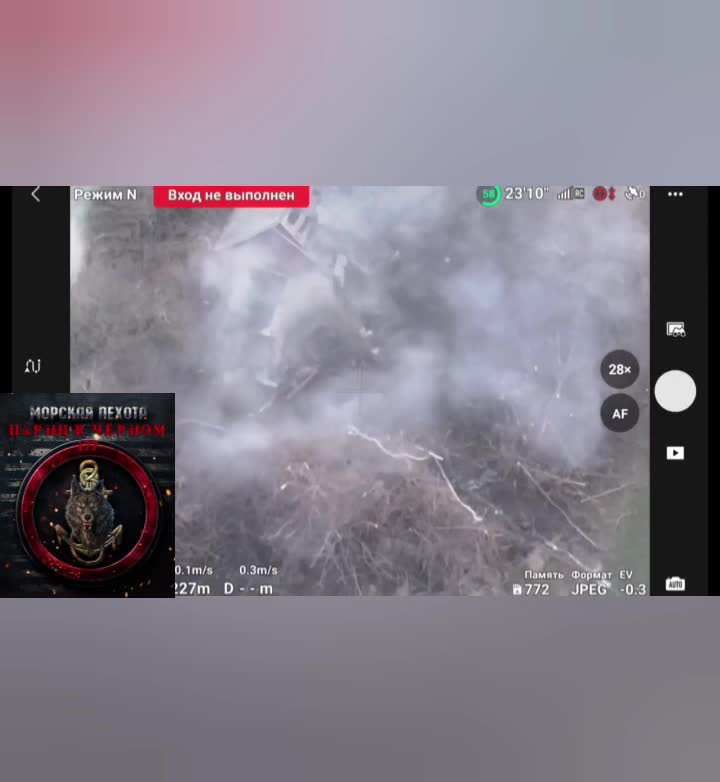 Режим N
Вход не выполнен
58
23'10"
RC
0
28×
AF
МОРСКАЯ ПЕХОТА
ПАРНИ В ЧЕРНОМ
0.1m/s 0.3m/s
227m D - - m
Память Формат EV
772 JPEG -0.3
AUTO